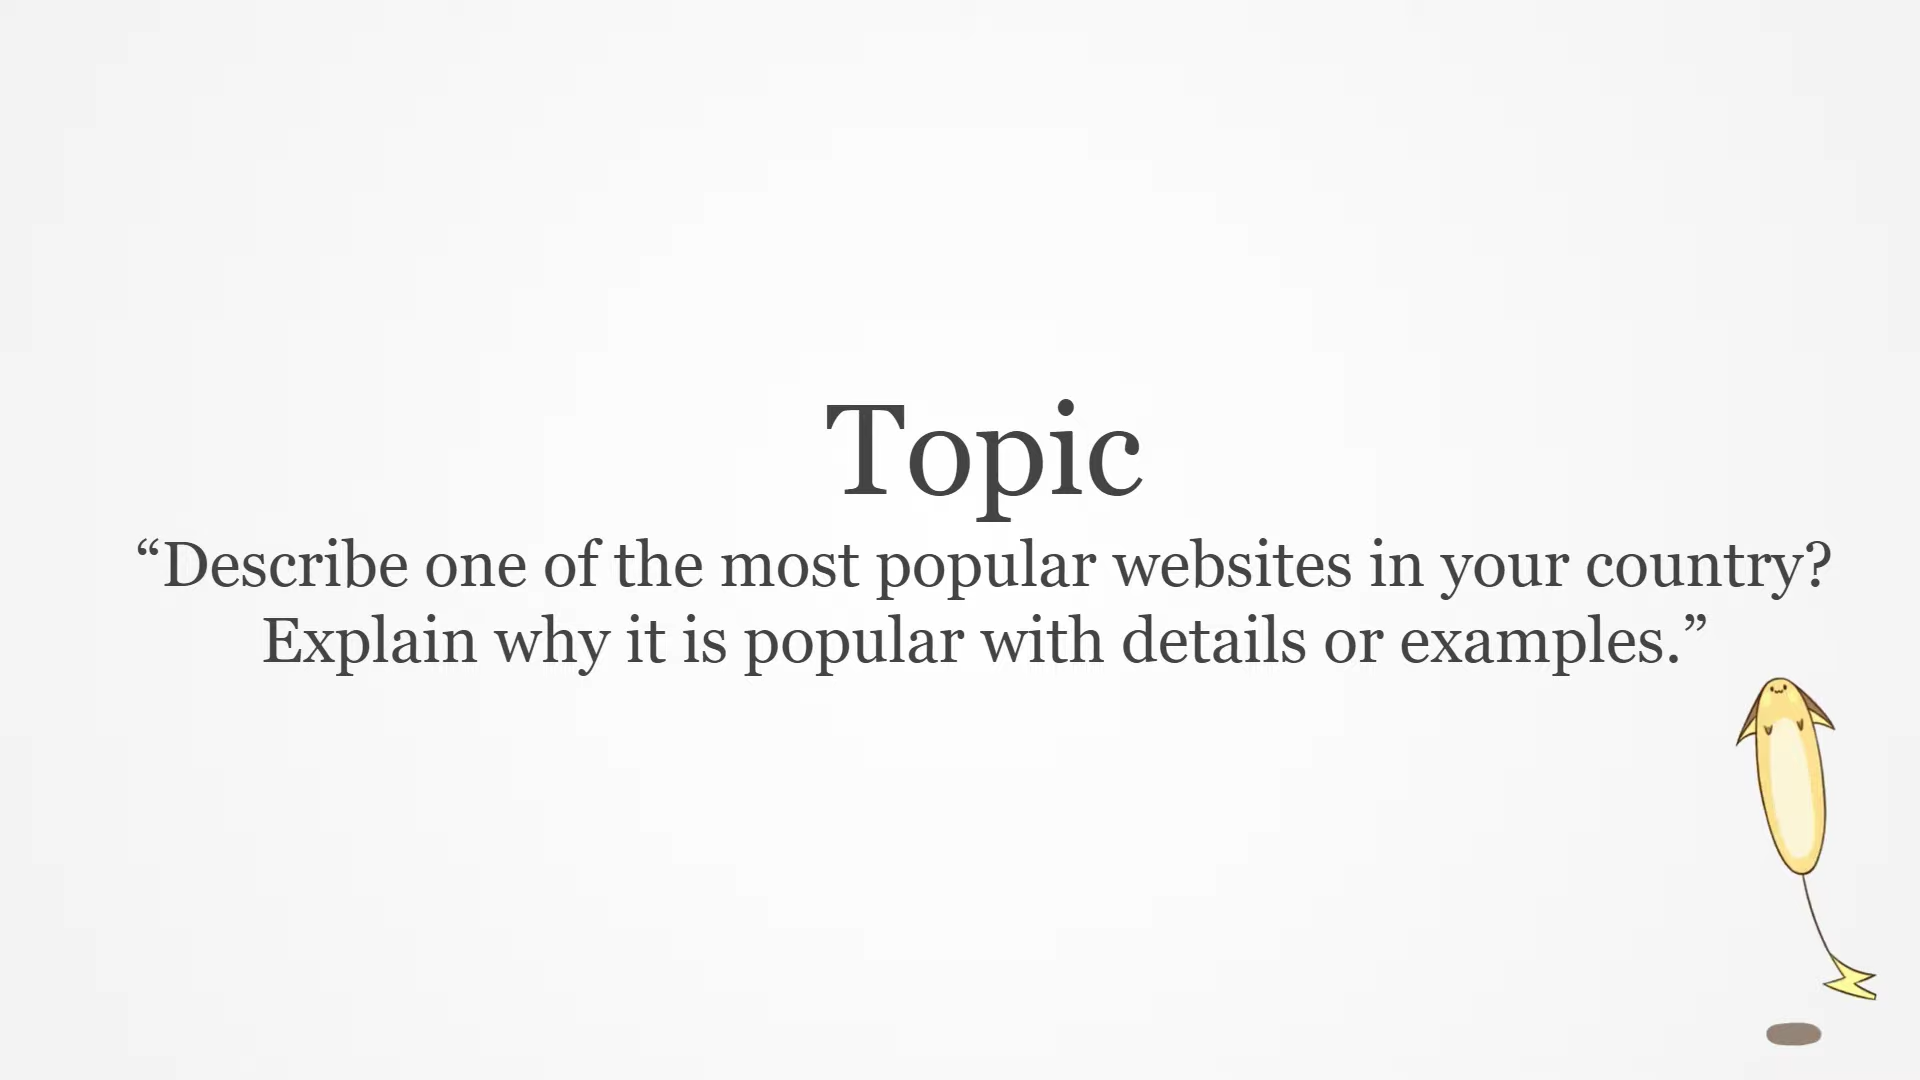 Topic
“Describe one of the most popular websites in your country?
Explain why it is popular with details or examples.”